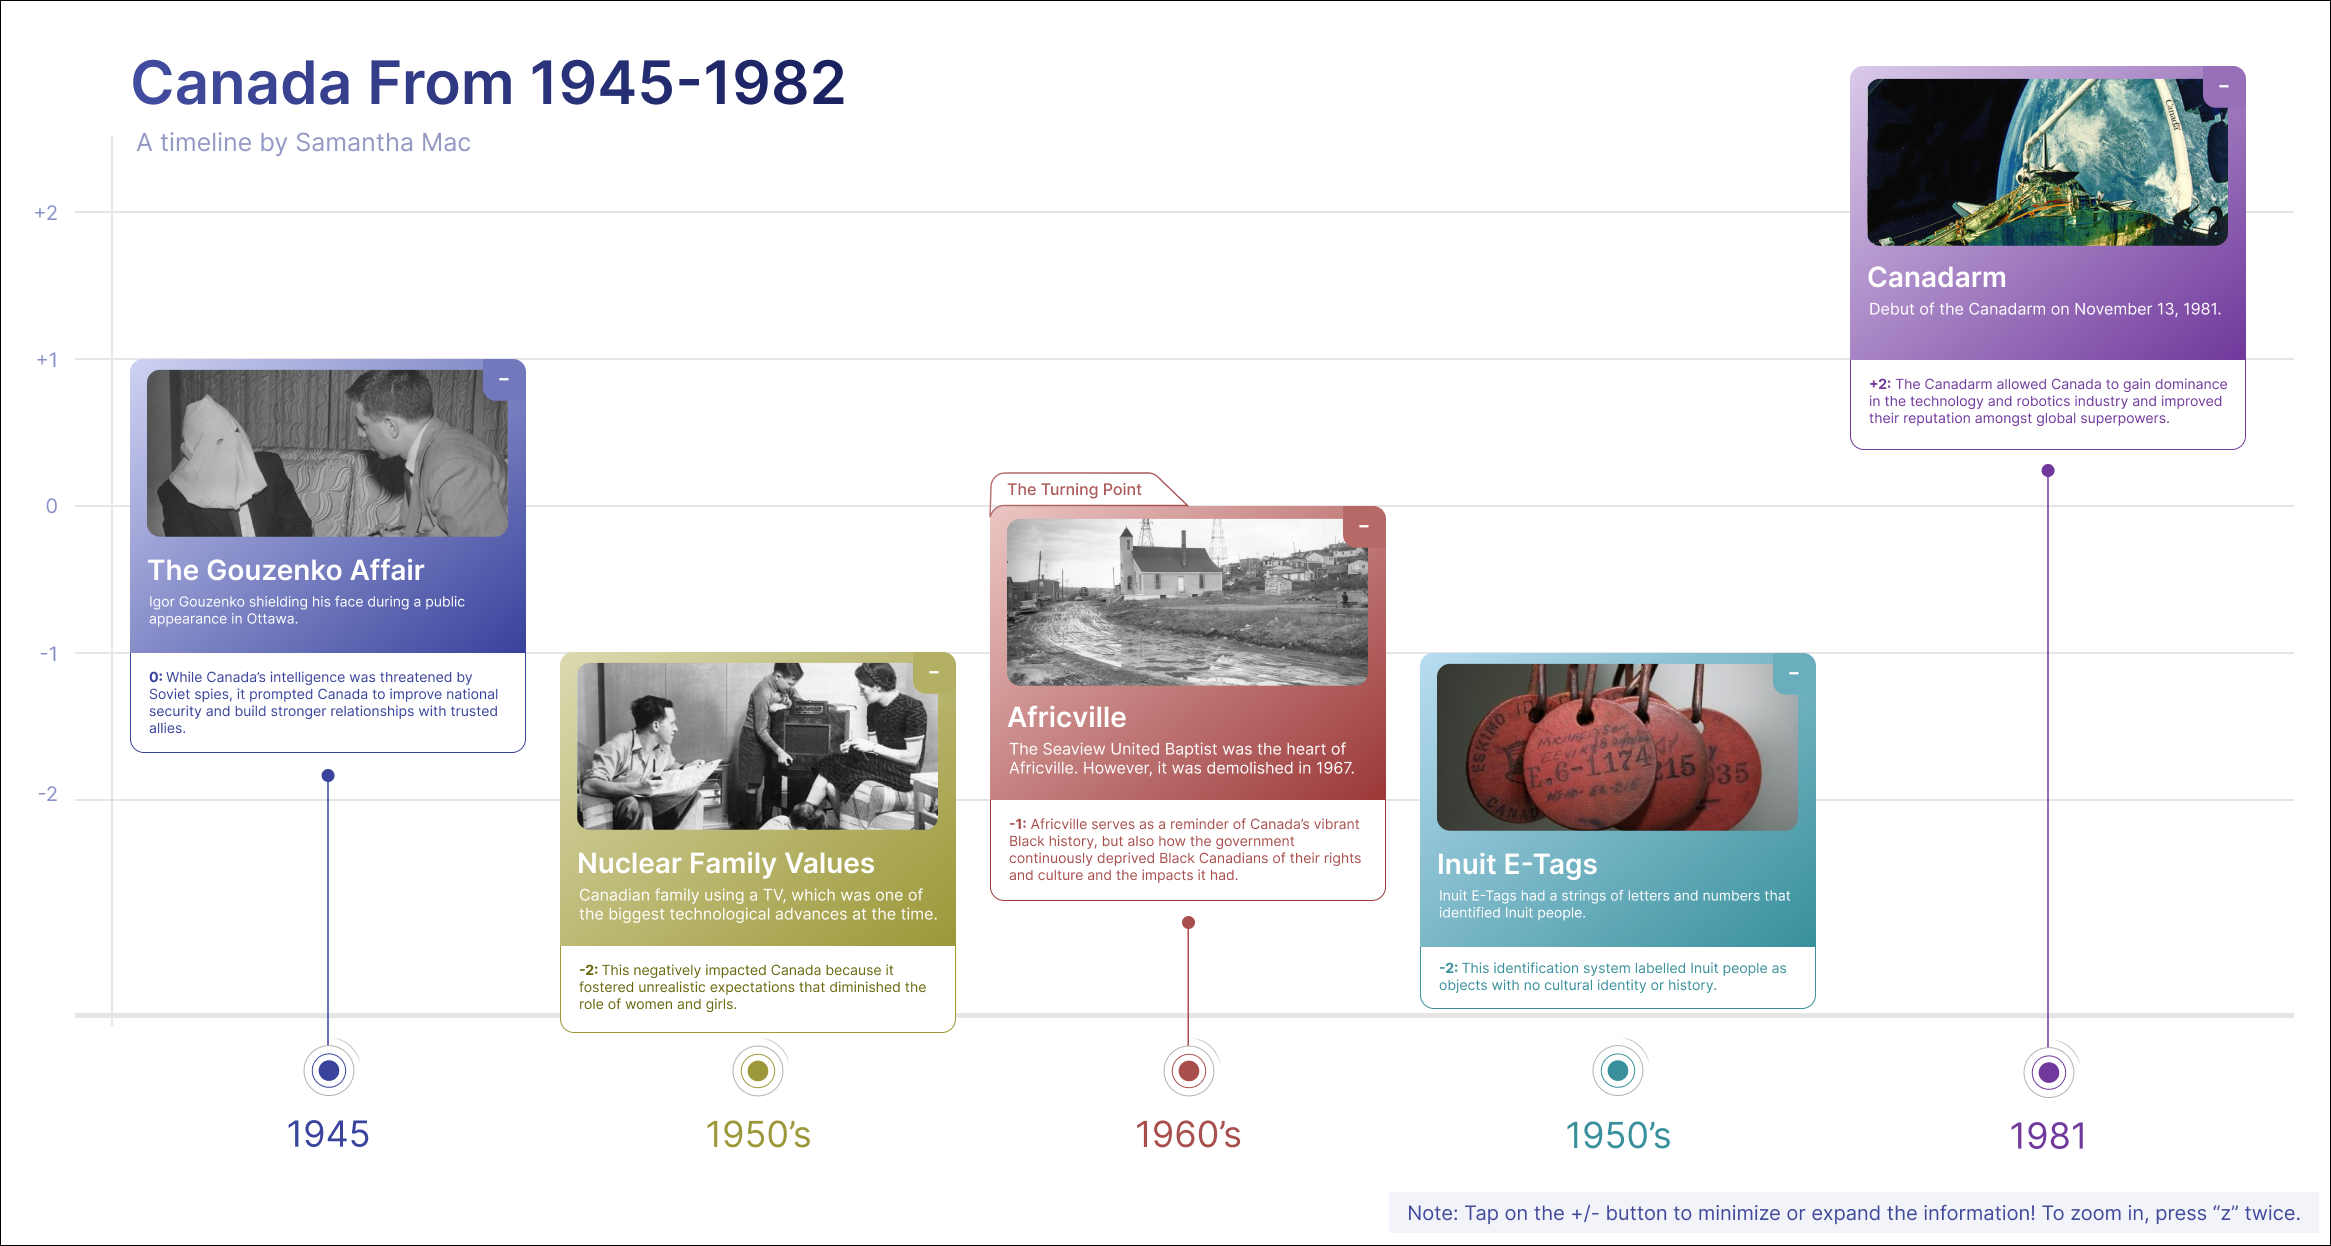 Canada From 1945-1982
A timeline by Samantha Mac
+2
+1
0
-1
-2
–
The Gouzenko Affair
Igor Gouzenko shielding his face during a public
appearance in Ottawa.
0: While Canada’s intelligence was threatened by
Soviet spies, it prompted Canada to improve national
security and build stronger relationships with trusted
allies.
1945
–
Nuclear Family Values
Canadian family using a TV, which was one of
the biggest technological advances at the time.
-2: This negatively impacted Canada because it
fostered unrealistic expectations that diminished the
role of women and girls.
1950’s
The Turning Point
–
Africville
The Seaview United Baptist was the heart of
Africville. However, it was demolished in 1967.
-1: Africville serves as a reminder of Canada’s vibrant
Black history, but also how the government
continuously deprived Black Canadians of their rights
and culture and the impacts it had.
1960’s
–
ESKIMO
CANAD
E.6-1174
215
35
Inuit E-Tags
Inuit E-Tags had a strings of letters and numbers that
identified Inuit people.
-2: This identification system labelled Inuit people as
objects with no cultural identity or history.
1950’s
–
Canada
Canadarm
Debut of the Canadarm on November 13, 1981.
+2: The Canadarm allowed Canada to gain dominance
in the technology and robotics industry and improved
their reputation amongst global superpowers.
1981
Note: Tap on the +/- button to minimize or expand the information! To zoom in, press “z” twice.